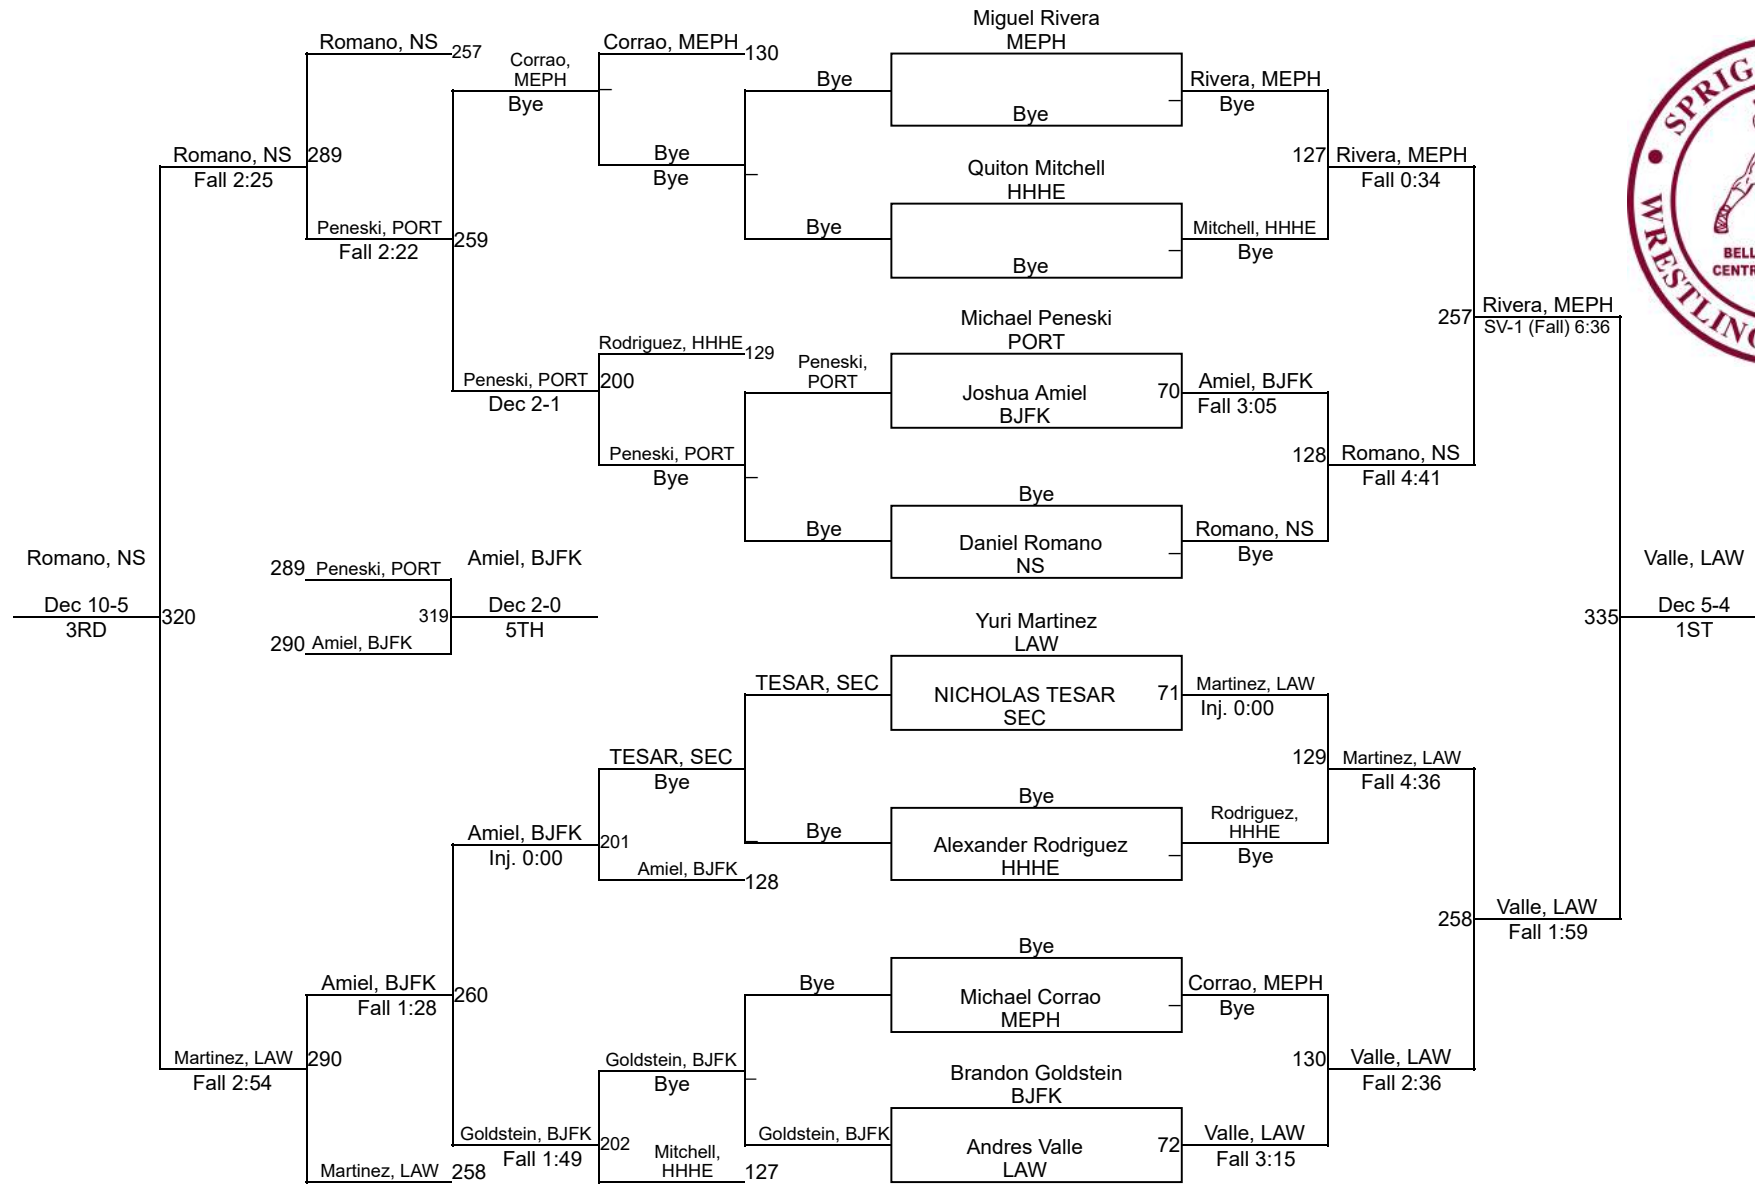 Miguel Rivera
MEPH
Bye
Quiton Mitchell
HHHE
Bye
Michael Peneski
PORT
Joshua Amiel
BJFK
70
Bye
Daniel Romano
NS
Yuri Martinez
LAW
NICHOLAS TESAR
SEC
71
Bye
Alexander Rodriguez
HHHE
Bye
Michael Corrao
MEPH
Brandon Goldstein
BJFK
Andres Valle
LAW
72
Rivera, MEPH
Bye
Mitchell, HHHE
Bye
Amiel, BJFK
Fall 3:05
Romano, NS
Bye
Martinez, LAW
Inj. 0:00
Rodriguez,
HHHE
Bye
Corrao, MEPH
Bye
Valle, LAW
Fall 3:15
127
Rivera, MEPH
Fall 0:34
128
Romano, NS
Fall 4:41
129
Martinez, LAW
Fall 4:36
130
Valle, LAW
Fall 2:36
257
Rivera, MEPH
SV-1 (Fall) 6:36
258
Valle, LAW
Fall 1:59
335
Valle, LAW
Dec 5-4
1ST
Bye
Bye
Peneski,
PORT
Bye
TESAR, SEC
Bye
Bye
Goldstein, BJFK
Corrao, MEPH
130
Bye
Bye
Rodriguez, HHHE
129
Peneski, PORT
Bye
TESAR, SEC
Bye
Amiel, BJFK
128
Goldstein, BJFK
Bye
Mitchell,
HHHE
127
Corrao,
MEPH
Bye
Peneski, PORT
200
Dec 2-1
Amiel, BJFK
201
Inj. 0:00
Goldstein, BJFK
202
Fall 1:49
Romano, NS
257
Peneski, PORT
259
Fall 2:22
Amiel, BJFK
260
Fall 1:28
Martinez, LAW
258
Romano, NS
289
Fall 2:25
Martinez, LAW
290
Fall 2:54
Romano, NS
Dec 10-5
320
3RD
289
Peneski, PORT
290
Amiel, BJFK
319
Amiel, BJFK
Dec 2-0
5TH
SPRIG
WRESTLING
BELL
CENTR